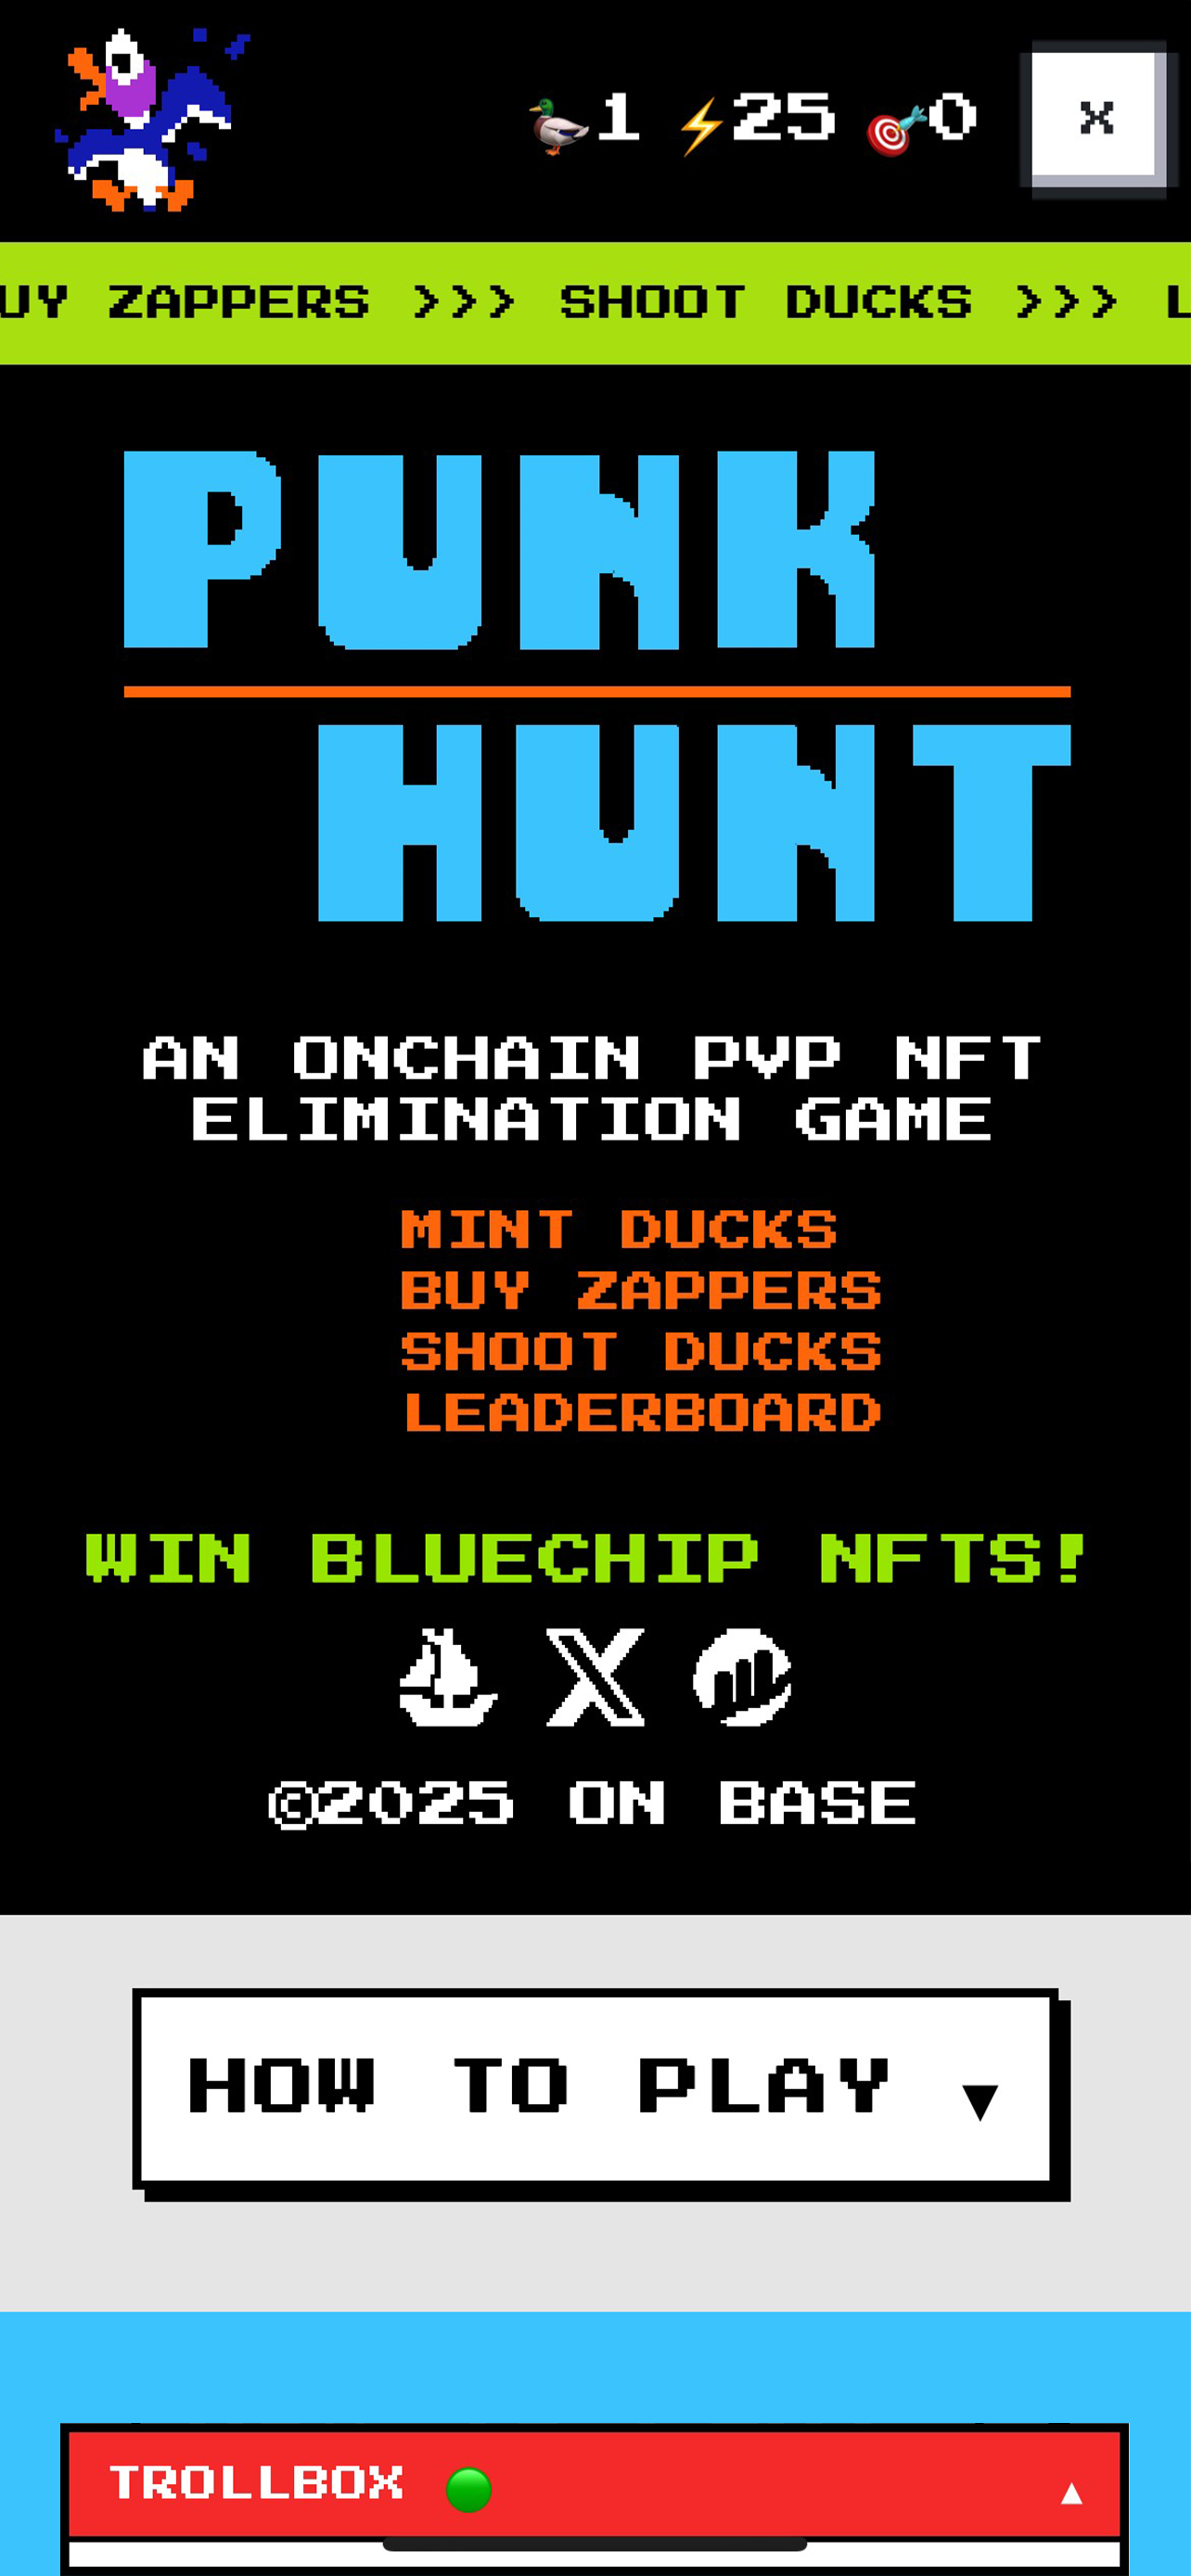 1 25 0 x
UY ZAPPERS >>> SHOOT DUCKS >>> L
PUNK
HUNT
AN ONCHAIN PVP NFT
ELIMINATION GAME
MINT DUCKS
BUY ZAPPERS
SHOOT DUCKS
LEADERBOARD
WIN BLUECHIP NFTS!
©2025 ON BASE
HOW TO PLAY ▼
TROLLBOX ▲